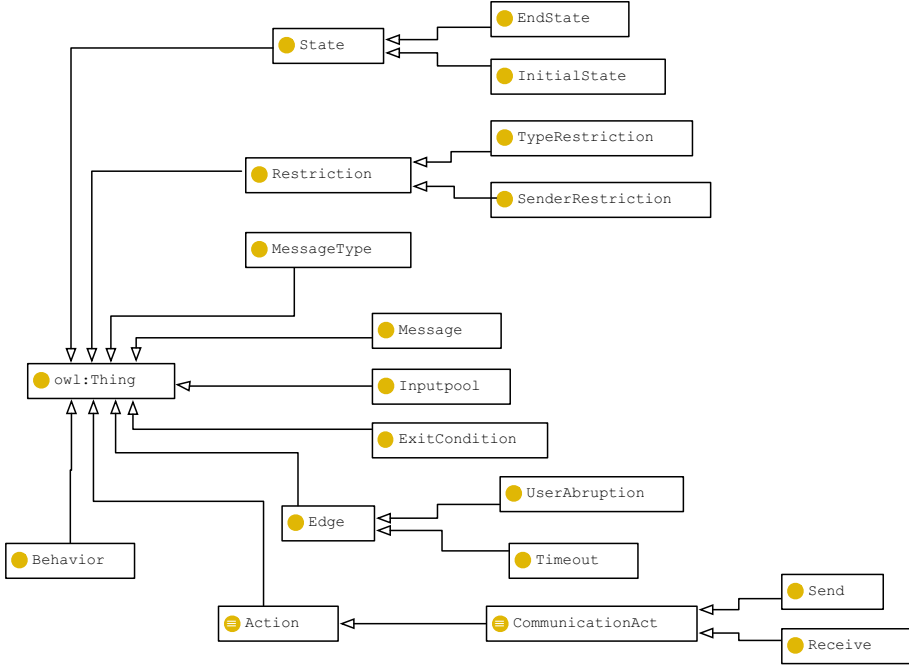 EndState
State
InitialState
TypeRestriction
Restriction
SenderRestriction
MessageType
Message
owl:Thing
Inputpool
ExitCondition
UserAbruption
Edge
Behavior
Timeout
Send
Action
CommunicationAct
Receive